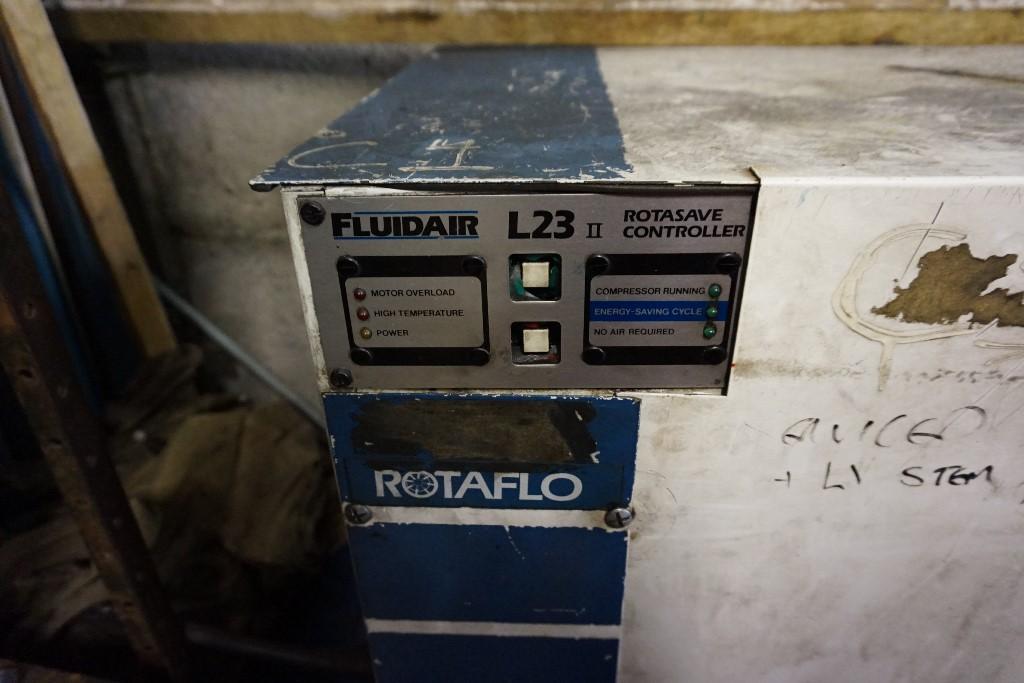 FLUIDAIR
L23 II
ROTASAVE
CONTROLLER
MOTOR OVERLOAD
HIGH TEMPERATURE
POWER
COMPRESSOR RUNNING
ENERGY-SAVING CYCLE
NO AIR REQUIRED
ROTAFLO